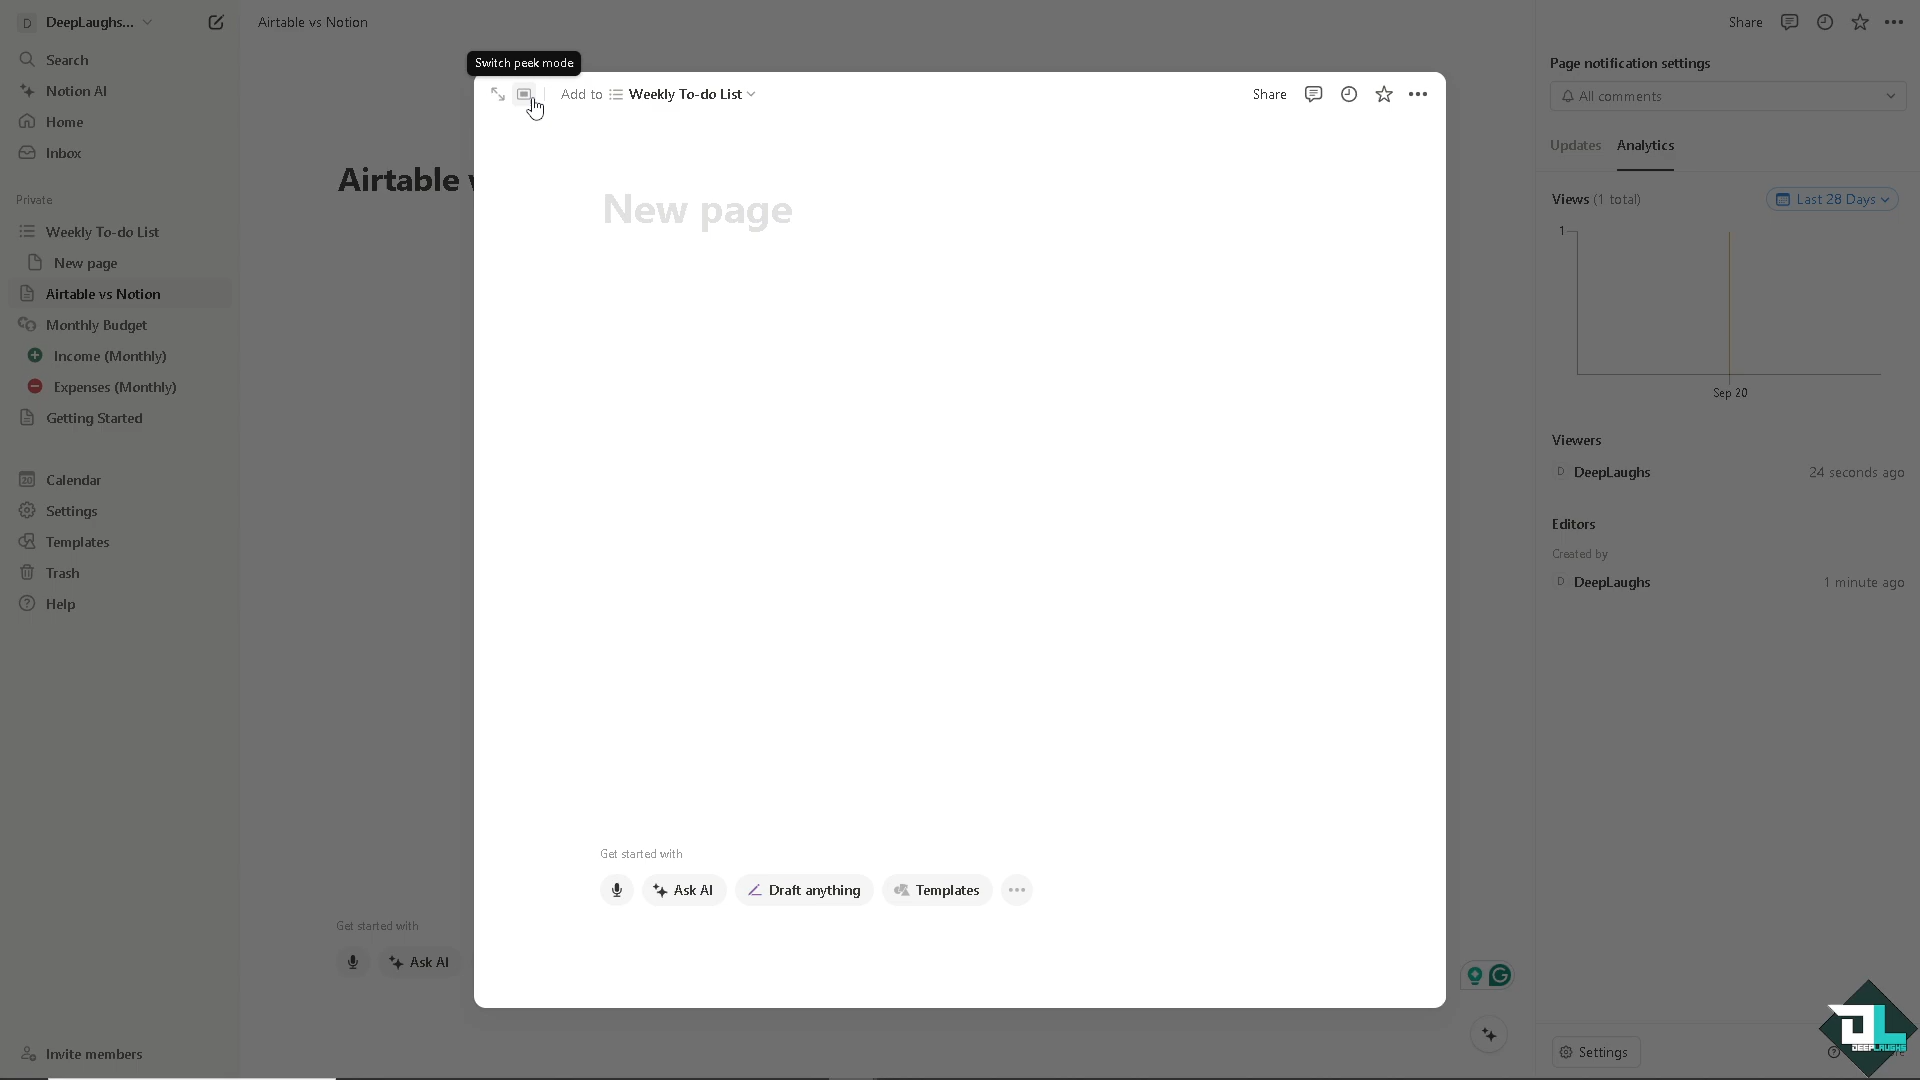 D DeepLaughs...
Search
Notion AI
Home
Inbox
Private
Weekly To-do List
New page
Airtable vs Notion
Monthly Budget
Income (Monthly)
Expenses (Monthly)
Getting Started
20 Calendar
Settings
Templates
Trash
Help
Invite members
Airtable vs Notion
Airtable
Get started with
Ask AI
Switch peek mode
Add to Weekly To-do List
Share
New page
Get started with
Ask AI Draft anything Templates
Share
Page notification settings
All comments
Updates Analytics
Views (1 total) Last 28 Days
1
Sep 20
Viewers
D DeepLaughs 24 seconds ago
Editors
Created by
D DeepLaughs 1 minute ago
Settings
DL
DEEPLAUGHS